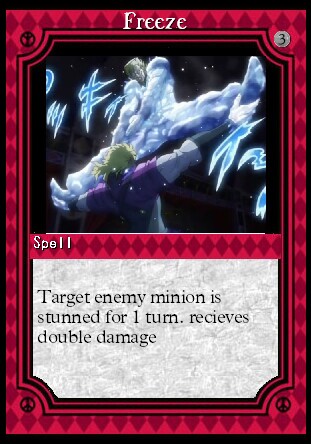 Freeze
3
Spell
Target enemy minion is
stunned for 1 turn. recieves
double damage